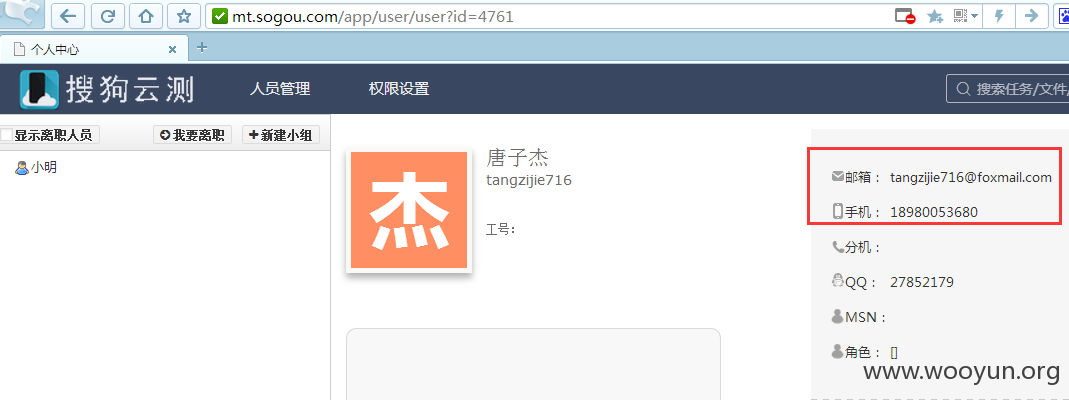 mt.sogou.com/app/user/user?id=4761
个人中心
搜狗云测
人员管理
权限设置
搜索任务/文件/
显示离职人员
我要离职
新建小组
小明
杰
唐子杰
tangzijie716
工号:
邮箱: tangzijie716@foxmail.com
手机: 18980053680
分机:
QQ: 27852179
MSN:
角色: []
www.wooyun.org